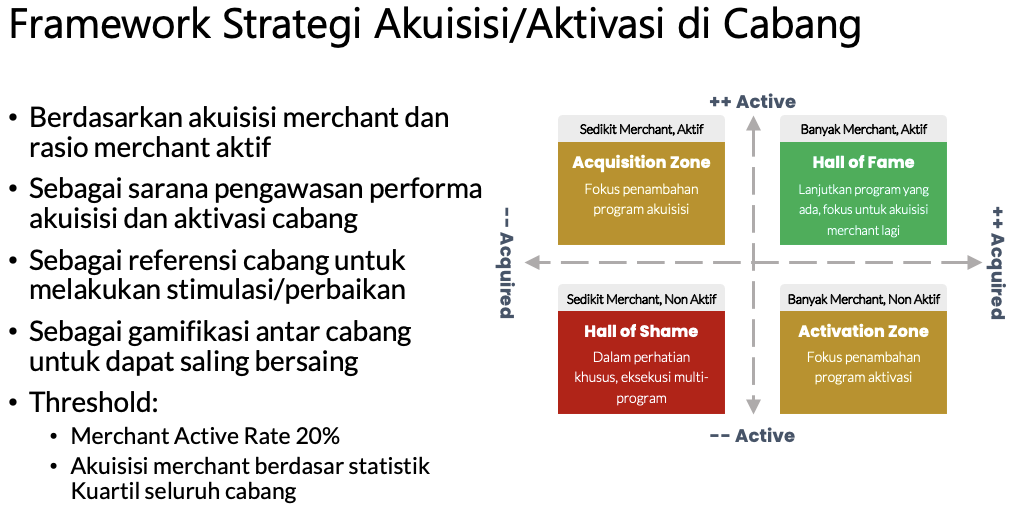 Framework Strategi Akuisisi/Aktivasi di Cabang
• Berdasarkan akuisisi merchant dan
rasio merchant aktif
• Sebagai sarana pengawasan performa
akuisisi dan aktivasi cabang
• Sebagai referensi cabang untuk
melakukan stimulasi/perbaikan
• Sebagai gamifikasi antar cabang
untuk dapat saling bersaing
• Threshold:
• Merchant Active Rate 20%
• Akuisisi merchant berdasar statistik
Kuartil seluruh cabang
++ Active
Sedikit Merchant, Aktif
Acquisition Zone
Fokus penambahan
program akuisisi
Banyak Merchant, Aktif
Hall of Fame
Lanjutkan program yang
ada, fokus untuk akuisisi
merchant lagi
-- Acquired
++ Acquired
Sedikit Merchant, Non Aktif
Hall of Shame
Dalam perhatian
khusus, eksekusi multi-
program
Banyak Merchant, Non Aktif
Activation Zone
Fokus penambahan
program aktivasi
-- Active